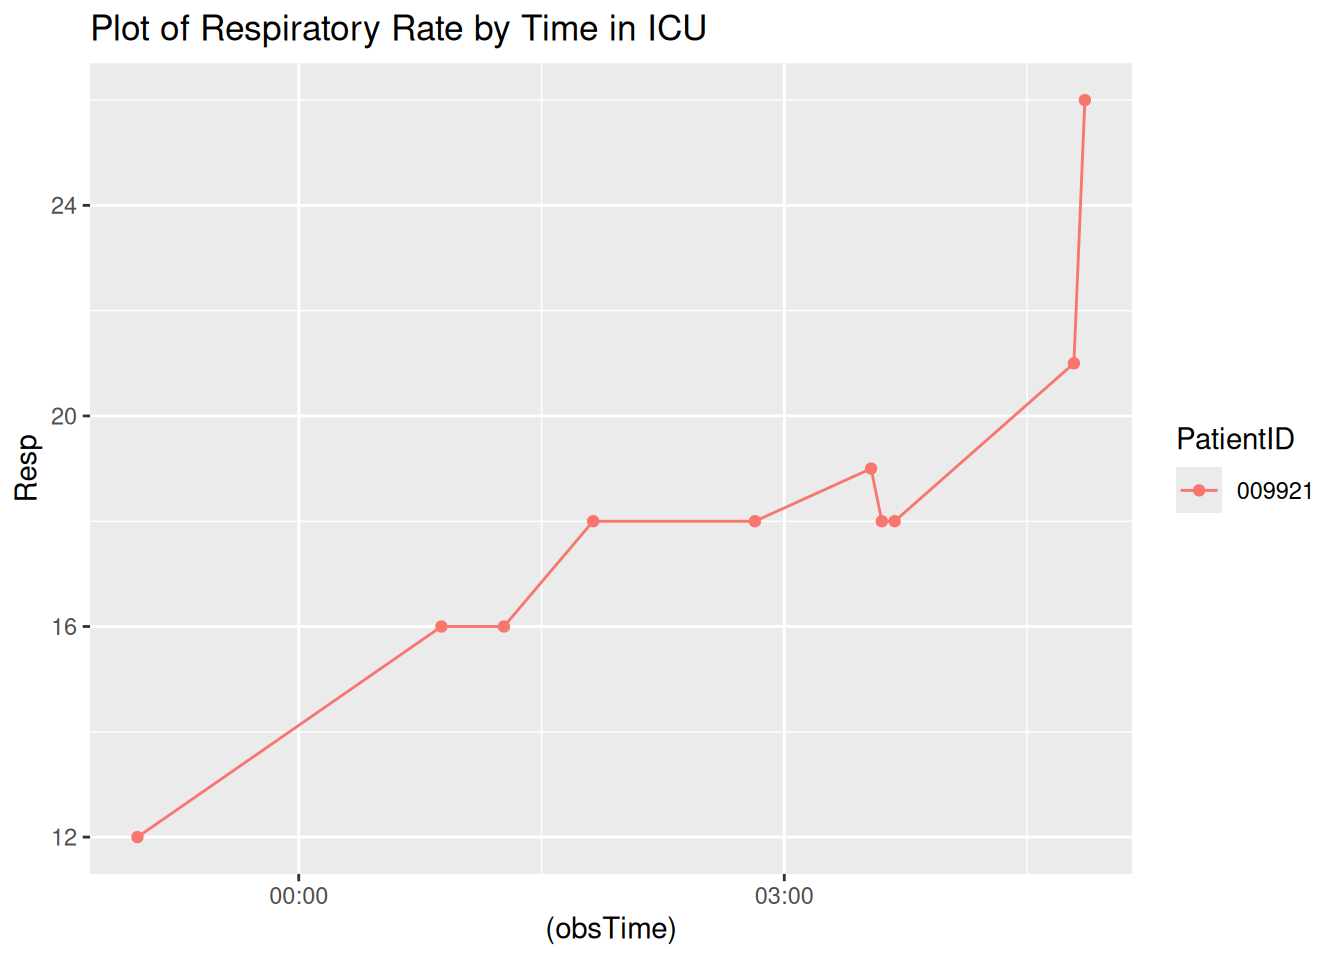 Plot of Respiratory Rate by Time in ICU
24
20
16
12
Resp
00:00
03:00
(obsTime)
PatientID
009921